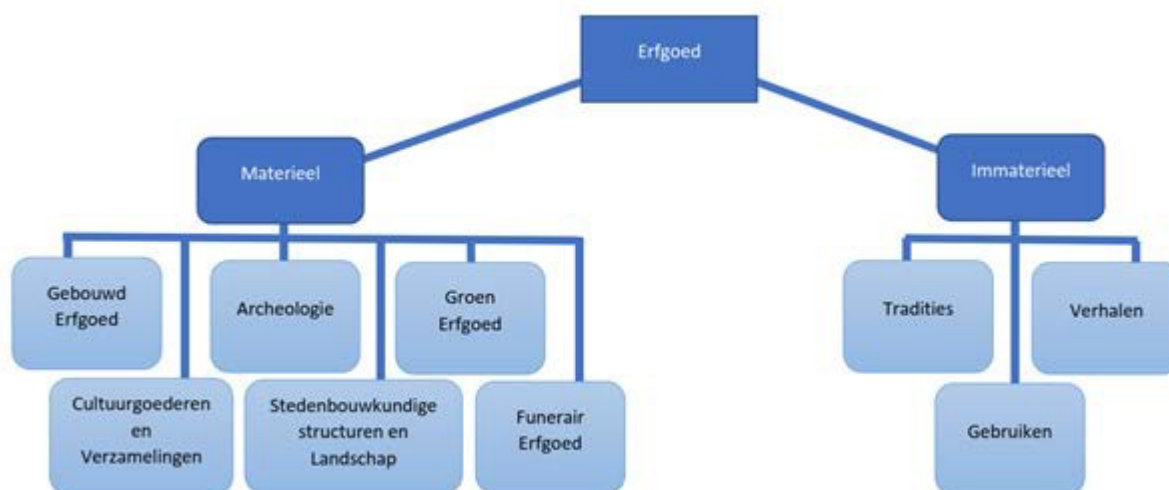 Erfgoed
Materieel
Immaterieel
Gebouwd
Erfgoed
Archeologie
Groen
Erfgoed
Tradities
Verhalen
Cultuurgoederen
en
Verzamelingen
Stedenbouwkundige
structuren en
Landschap
Funerair
Erfgoed
Gebruiken